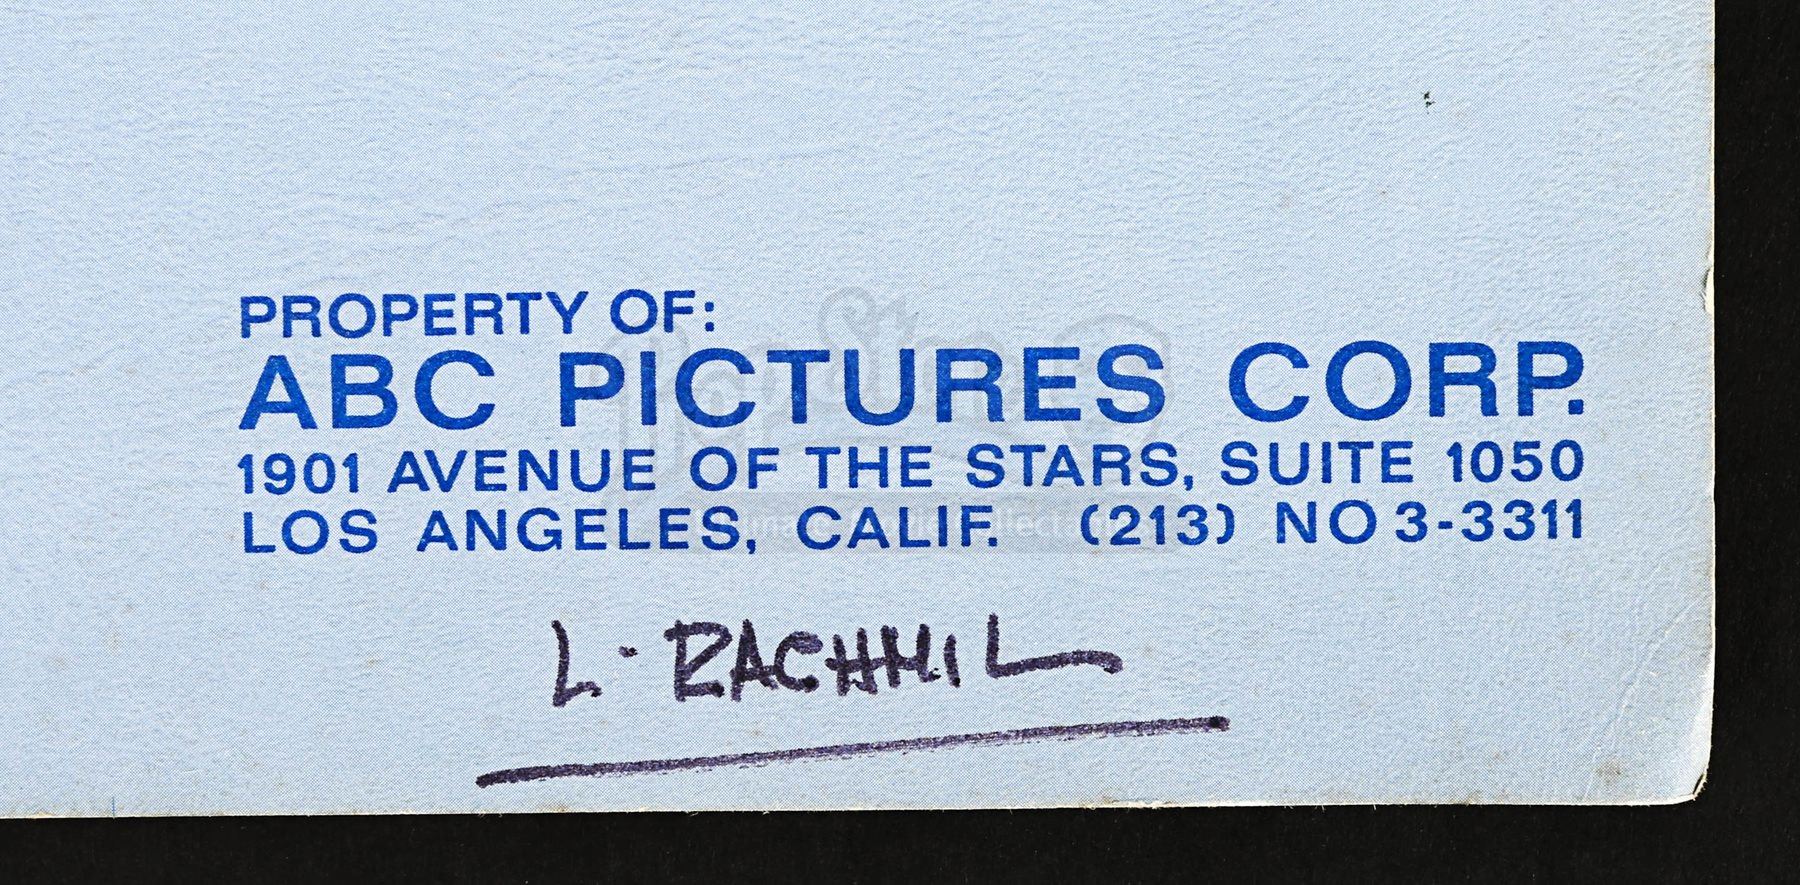 PROPERTY OF:
ABC PICTURES CORP.
1901 AVENUE OF THE STARS, SUITE 1050
LOS ANGELES, CALIF. (213) NO 3-3311
L. RACHMIL